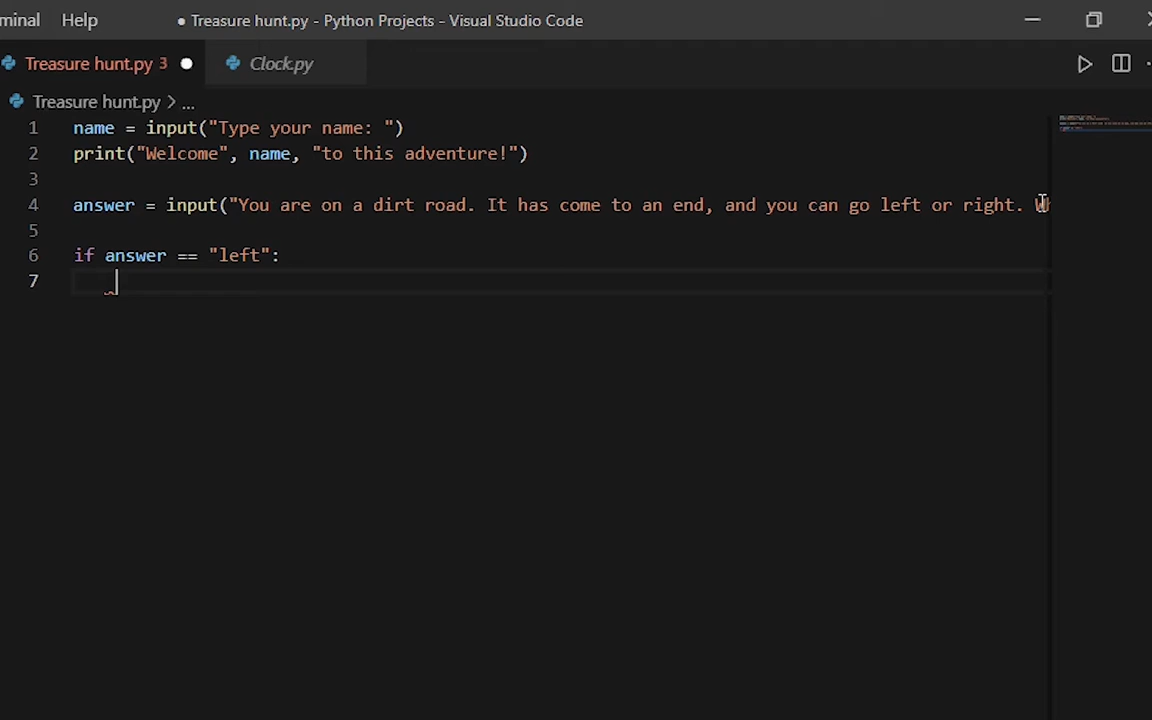 minal Help ● Treasure hunt.py - Python Projects - Visual Studio Code
Treasure hunt.py 3 ● Clock.py
Treasure hunt.py > ...
1 name = input("Type your name: ")
2 print("Welcome", name, "to this adventure!")
3
4 answer = input("You are on a dirt road. It has come to an end, and you can go left or right. Wh
5
6 if answer == "left":
7